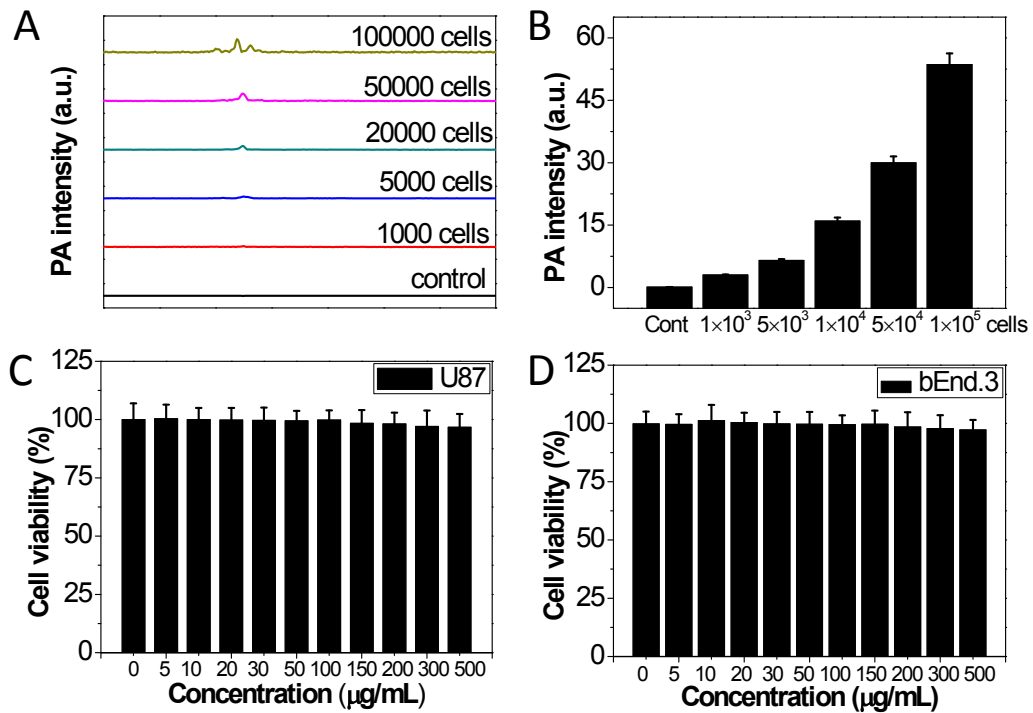 A
PA intensity (a.u.)
100000 cells
50000 cells
20000 cells
5000 cells
1000 cells
control
B
PA intensity (a.u.)
60
45
30
15
0
Cont 1×10³ 5×10³ 1×10⁴ 5×10⁴ 1×10⁵ cells
C
Cell viability (%)
125
100
75
50
25
0
U87
0 5 10 20 30 50 100 150 200 300 500
Concentration (μg/mL)
D
Cell viability (%)
125
100
75
50
25
0
bEnd.3
0 5 10 20 30 50 100 150 200 300 500
Concentration (μg/mL)